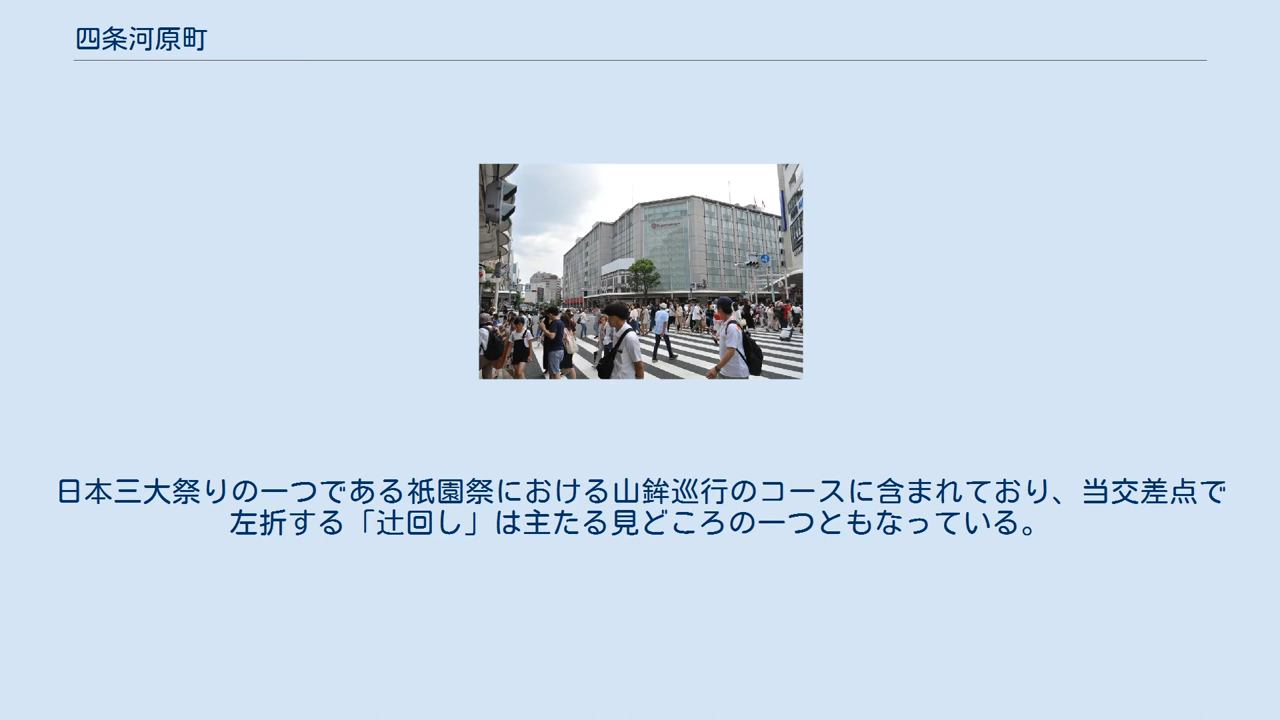 四条河原町
日本三大祭りの一つである祇園祭における山鉾巡行のコースに含まれており、当交差点で
左折する「辻回し」は主たる見どころの一つともなっている。